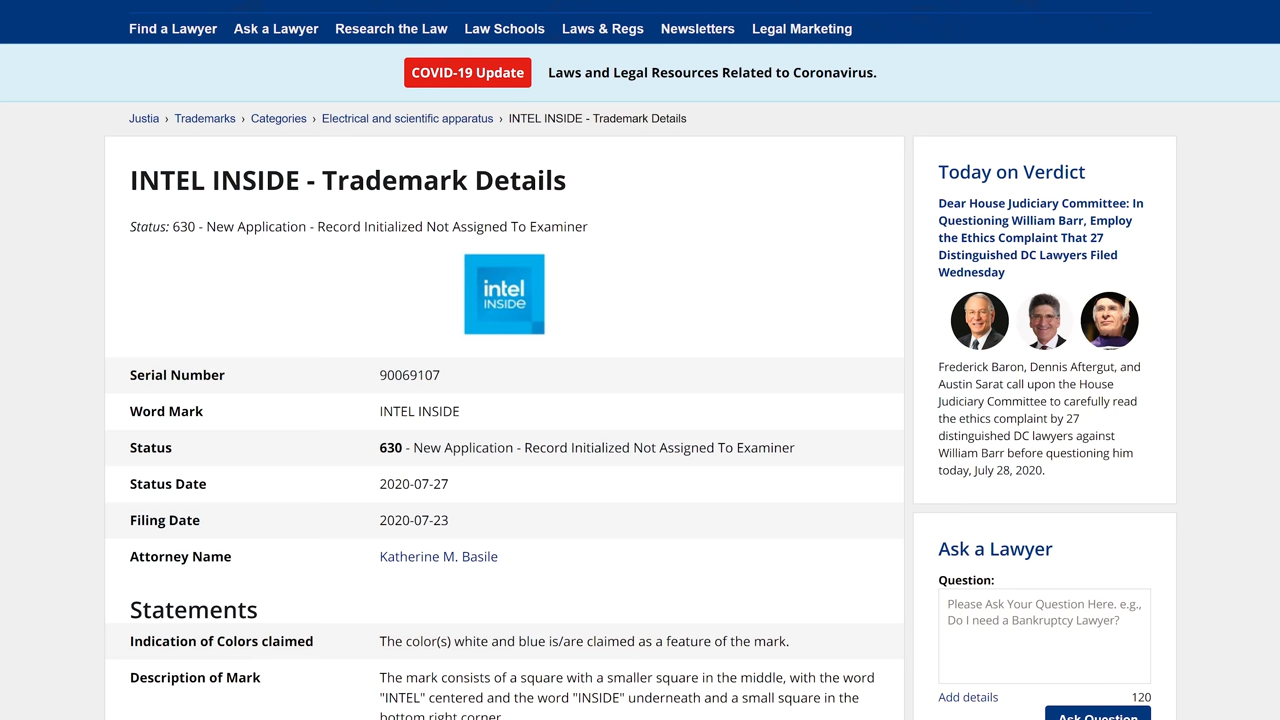 Find a Lawyer Ask a Lawyer Research the Law Law Schools Laws & Regs Newsletters Legal Marketing
COVID-19 Update Laws and Legal Resources Related to Coronavirus.
Justia › Trademarks › Categories › Electrical and scientific apparatus › INTEL INSIDE - Trademark Details
INTEL INSIDE - Trademark Details
Status: 630 - New Application - Record Initialized Not Assigned To Examiner
intel
INSIDe
Serial Number 90069107
Word Mark INTEL INSIDE
Status 630 - New Application - Record Initialized Not Assigned To Examiner
Status Date 2020-07-27
Filing Date 2020-07-23
Attorney Name Katherine M. Basile
Statements
Indication of Colors claimed The color(s) white and blue is/are claimed as a feature of the mark.
Description of Mark The mark consists of a square with a smaller square in the middle, with the word
"INTEL" centered and the word "INSIDE" underneath and a small square in the
bottom right corner.
Today on Verdict
Dear House Judiciary Committee: In
Questioning William Barr, Employ
the Ethics Complaint That 27
Distinguished DC Lawyers Filed
Wednesday
Frederick Baron, Dennis Aftergut, and
Austin Sarat call upon the House
Judiciary Committee to carefully read
the ethics complaint by 27
distinguished DC lawyers against
William Barr before questioning him
today, July 28, 2020.
Ask a Lawyer
Question:
Please Ask Your Question Here. e.g.,
Do I need a Bankruptcy Lawyer?
Add details 120
Ask Question